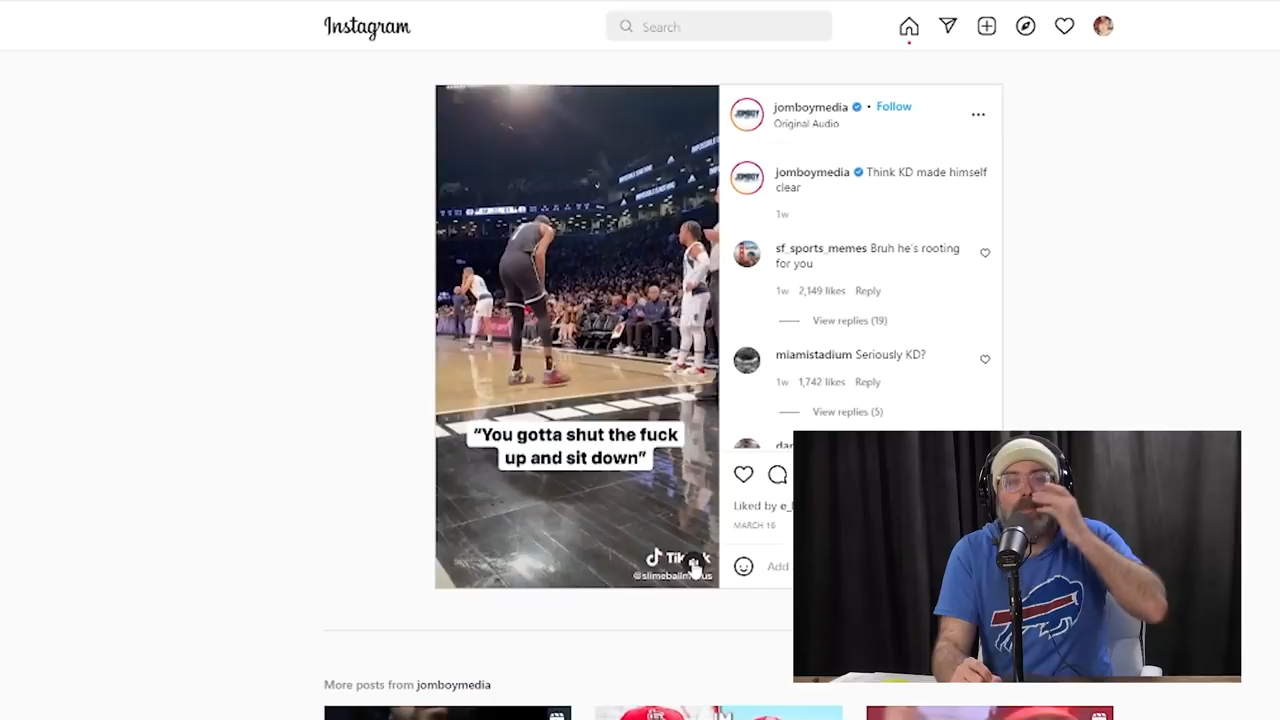 Instagram
Search
jomboymedia • Follow
Original Audio
jomboymedia Think KD made himself
clear
1w
sf_sports_memes Bruh he's rooting
for you
1w 2,149 likes Reply
View replies (19)
miamistadium Seriously KD?
1w 1,742 likes Reply
View replies (5)
“You gotta shut the fuck
up and sit down”
Liked by
MARCH 16
Add
More posts from jomboymedia